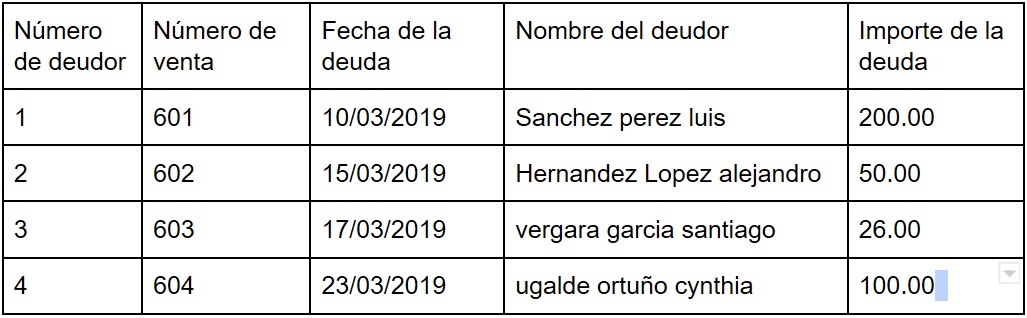 Número de deudor Número de venta Fecha de la deuda Nombre del deudor Importe de la deuda
1 601 10/03/2019 Sanchez perez luis 200.00
2 602 15/03/2019 Hernandez Lopez alejandro 50.00
3 603 17/03/2019 vergara garcia santiago 26.00
4 604 23/03/2019 ugalde ortuño cynthia 100.00